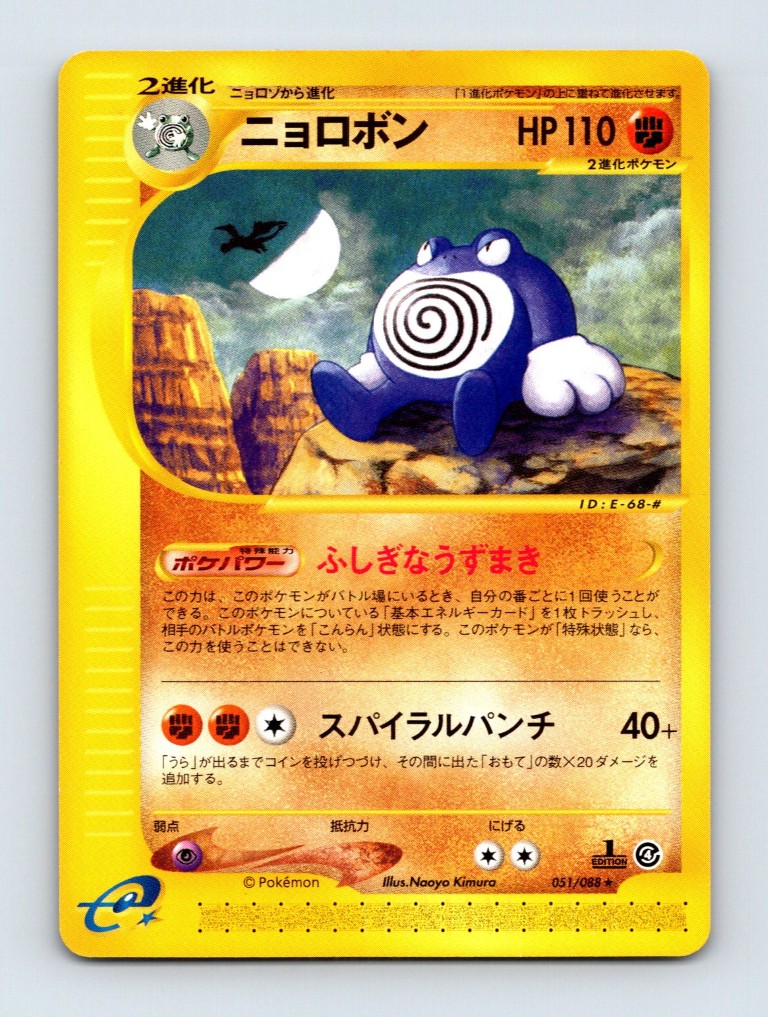 2進化 ニョロゾから進化 「1進化ポケモン」の上に重ねて進化させます。
ニョロボン HP110
2進化ポケモン
ID:E-68-#
特殊能力
ポケパワー ふしぎなうずまき
この力は、このポケモンがバトル場にいるとき、自分の番ごとに1回使うことが
できる。このポケモンについている「基本エネルギーカード」を1枚トラッシュし、
相手のバトルポケモンを「こんらん」状態にする。このポケモンが「特殊状態」なら、
この力を使うことはできない。
スパイラルパンチ 40+
「うら」が出るまでコインを投げつづけ、その間に出た「おもて」の数×20ダメージを
追加する。
弱点 抵抗力 にげる
1
EDITION
© Pokémon Illus.Naoyo Kimura 051/088★
e